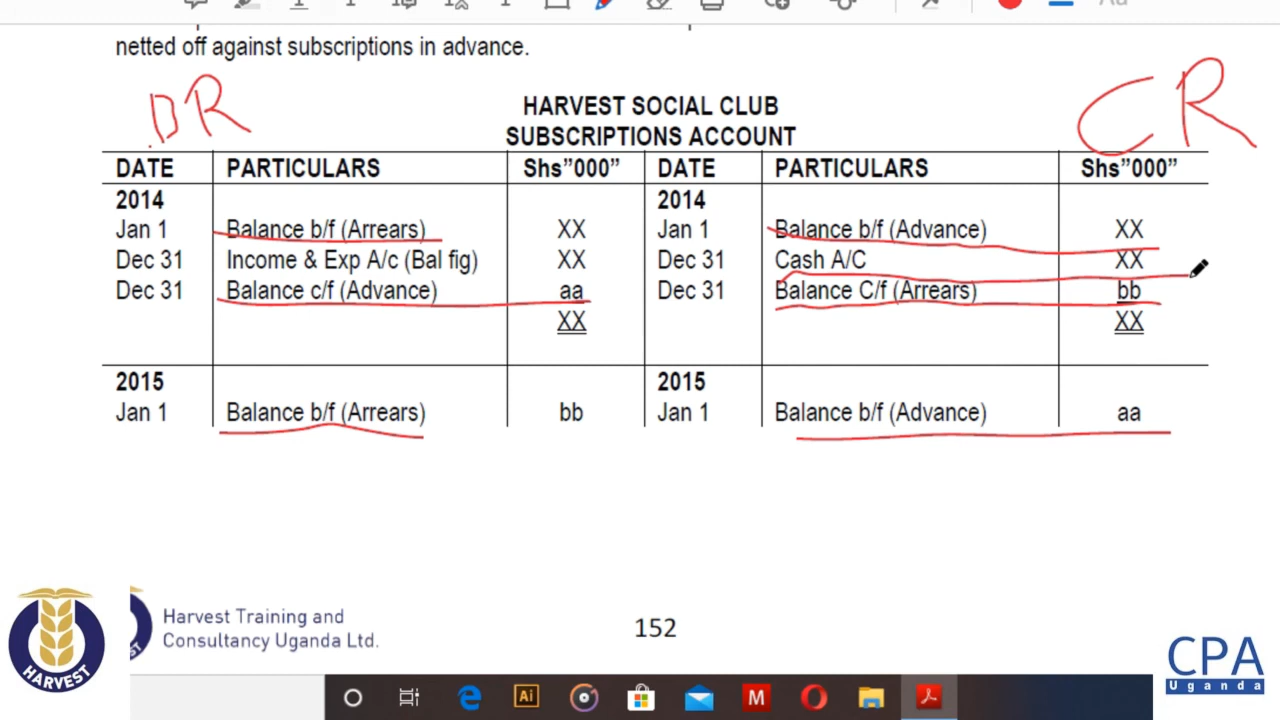 netted off against subscriptions in advance.
DR
CR
HARVEST SOCIAL CLUB
SUBSCRIPTIONS ACCOUNT
DATE PARTICULARS Shs"000" DATE PARTICULARS Shs"000"
2014 2014
Jan 1 Balance b/f (Arrears) XX Jan 1 Balance b/f (Advance) XX
Dec 31 Income & Exp A/c (Bal fig) XX Dec 31 Cash A/C XX
Dec 31 Balance c/f (Advance) aa Dec 31 Balance C/f (Arrears) bb
XX XX
2015 2015
Jan 1 Balance b/f (Arrears) bb Jan 1 Balance b/f (Advance) aa
HARVEST
Harvest Training and
Consultancy Uganda Ltd.
152
CPA
Uganda
Ai
M